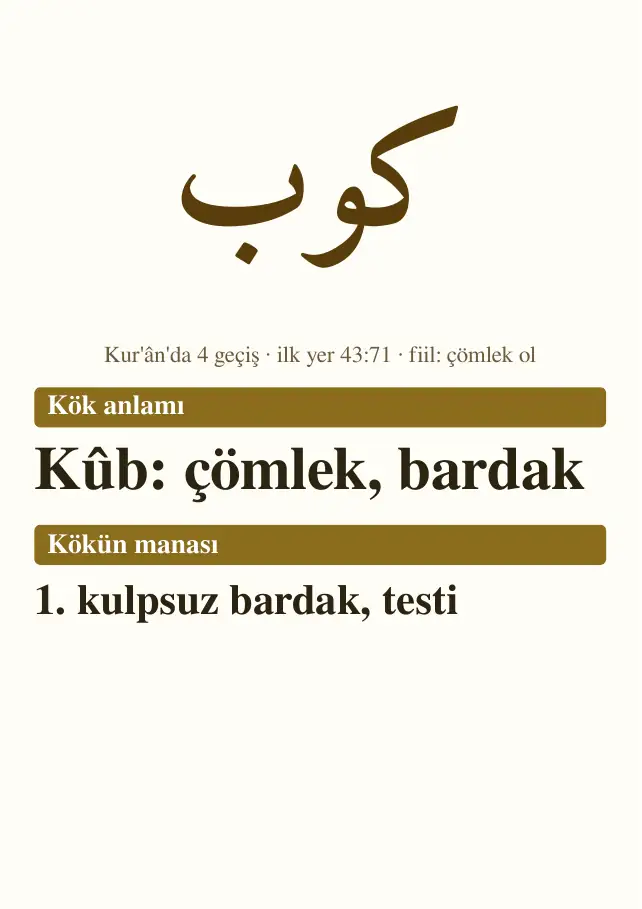 كوب
Kur'ân'da 4 geçiş · ilk yer 43:71 · fiil: çömlek ol
Kök anlamı
Kûb: çömlek, bardak
Kökün manası
1. kulpsuz bardak, testi